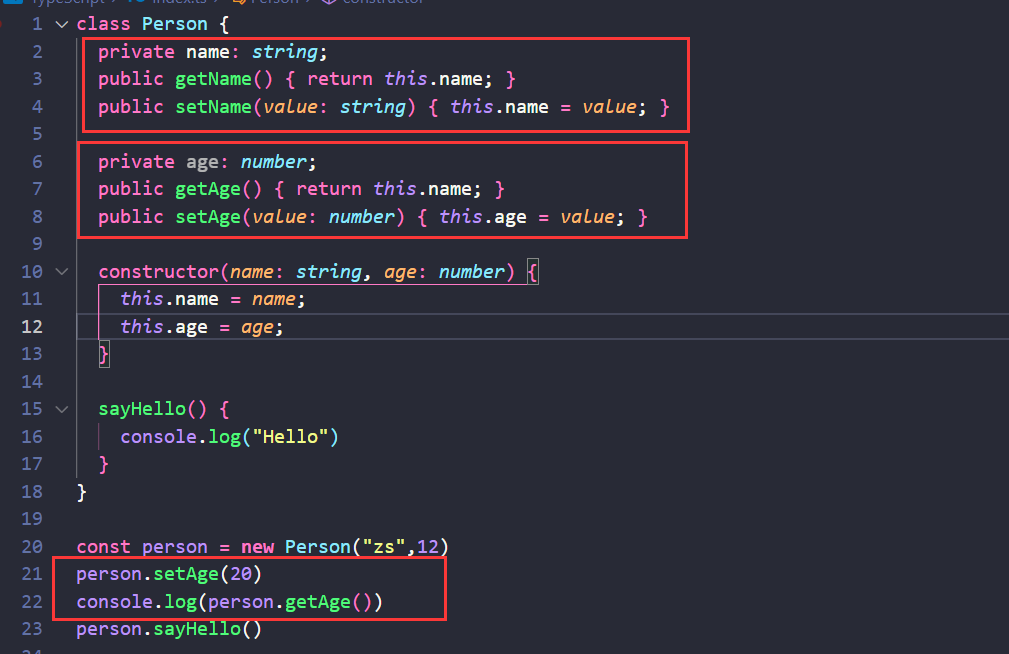 TypeScript > index.ts > Person > constructor
1 class Person {
2 private name: string;
3 public getName() { return this.name; }
4 public setName(value: string) { this.name = value; }
5
6 private age: number;
7 public getAge() { return this.name; }
8 public setAge(value: number) { this.age = value; }
9
10 constructor(name: string, age: number) {
11 this.name = name;
12 this.age = age;
13 }
14
15 sayHello() {
16 console.log("Hello")
17 }
18 }
19
20 const person = new Person("zs",12)
21 person.setAge(20)
22 console.log(person.getAge())
23 person.sayHello()
24